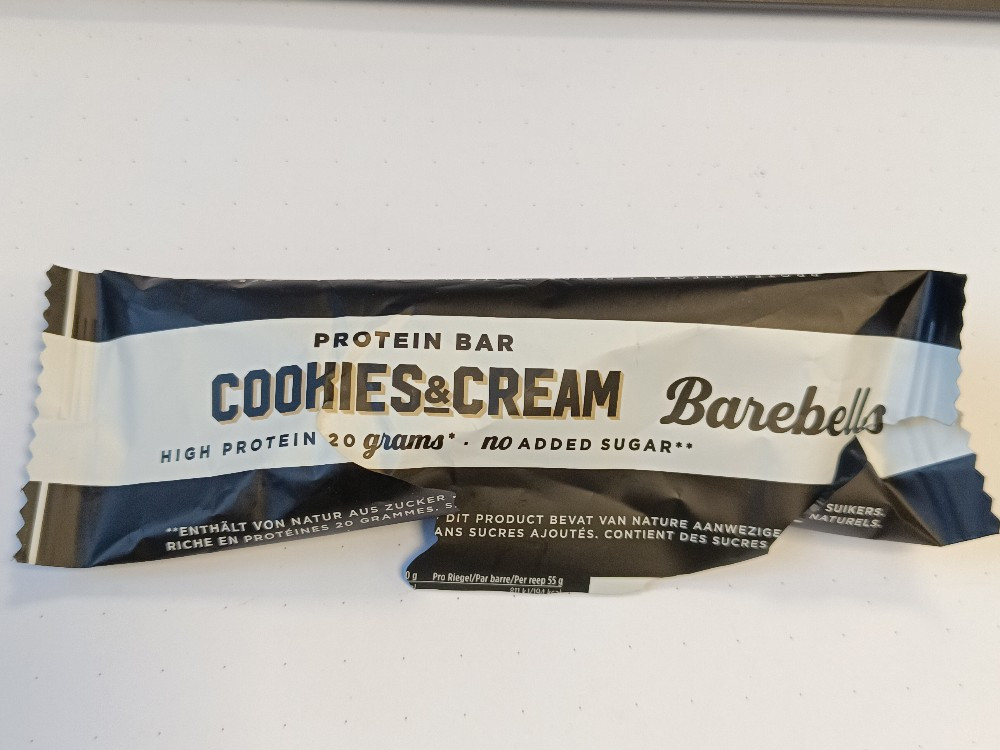 PROTEIN BAR
COOKIES&CREAM
Barebells
HIGH PROTEIN 20 grams* · no ADDED SUGAR**
**ENTHÄLT VON NATUR AUS ZUCKER · DIT PRODUCT BEVAT VAN NATURE AANWEZIGE SUIKERS.
RICHE EN PROTÉINES 20 GRAMMES. S ANS SUCRES AJOUTÉS. CONTIENT DES SUCRES NATURELS.
0 g Pro Riegel/Par barre/Per reep 55 g